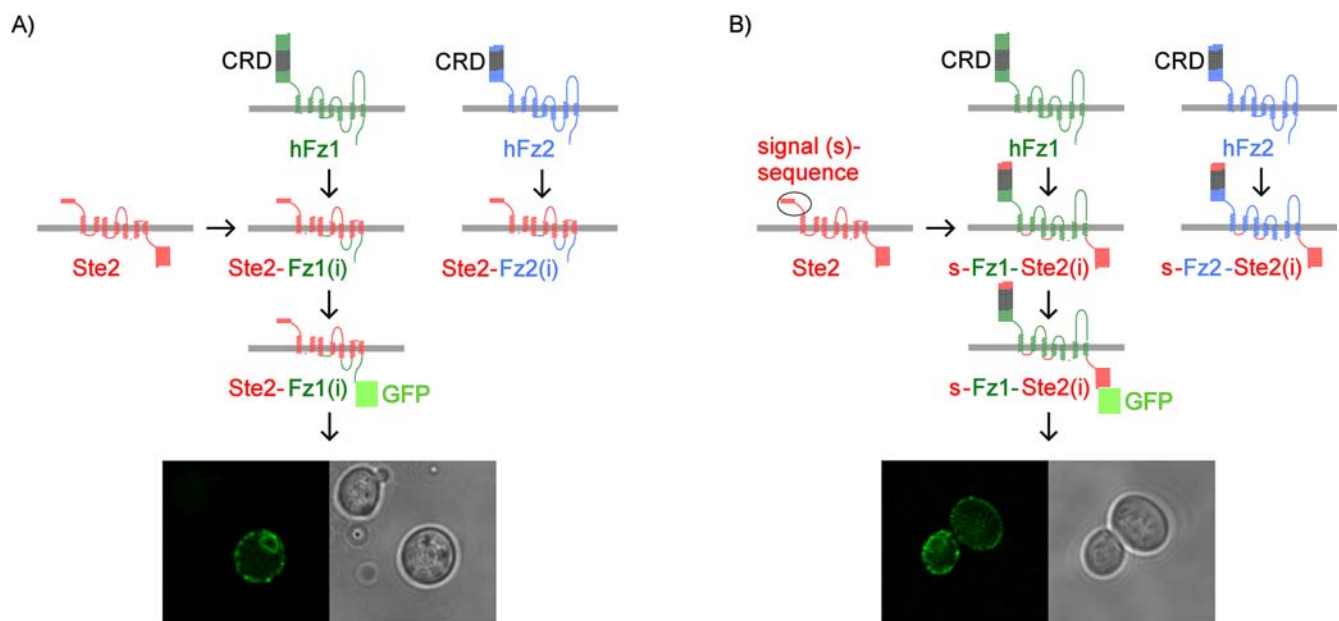 A)
CRD
CRD
hFz1
hFz2
Ste2
Ste2-Fz1(i)
Ste2-Fz2(i)
Ste2-Fz1(i)
GFP
B)
CRD
CRD
hFz1
hFz2
signal (s)-
sequence
Ste2
s-Fz1-Ste2(i)
s-Fz2-Ste2(i)
s-Fz1-Ste2(i)
GFP